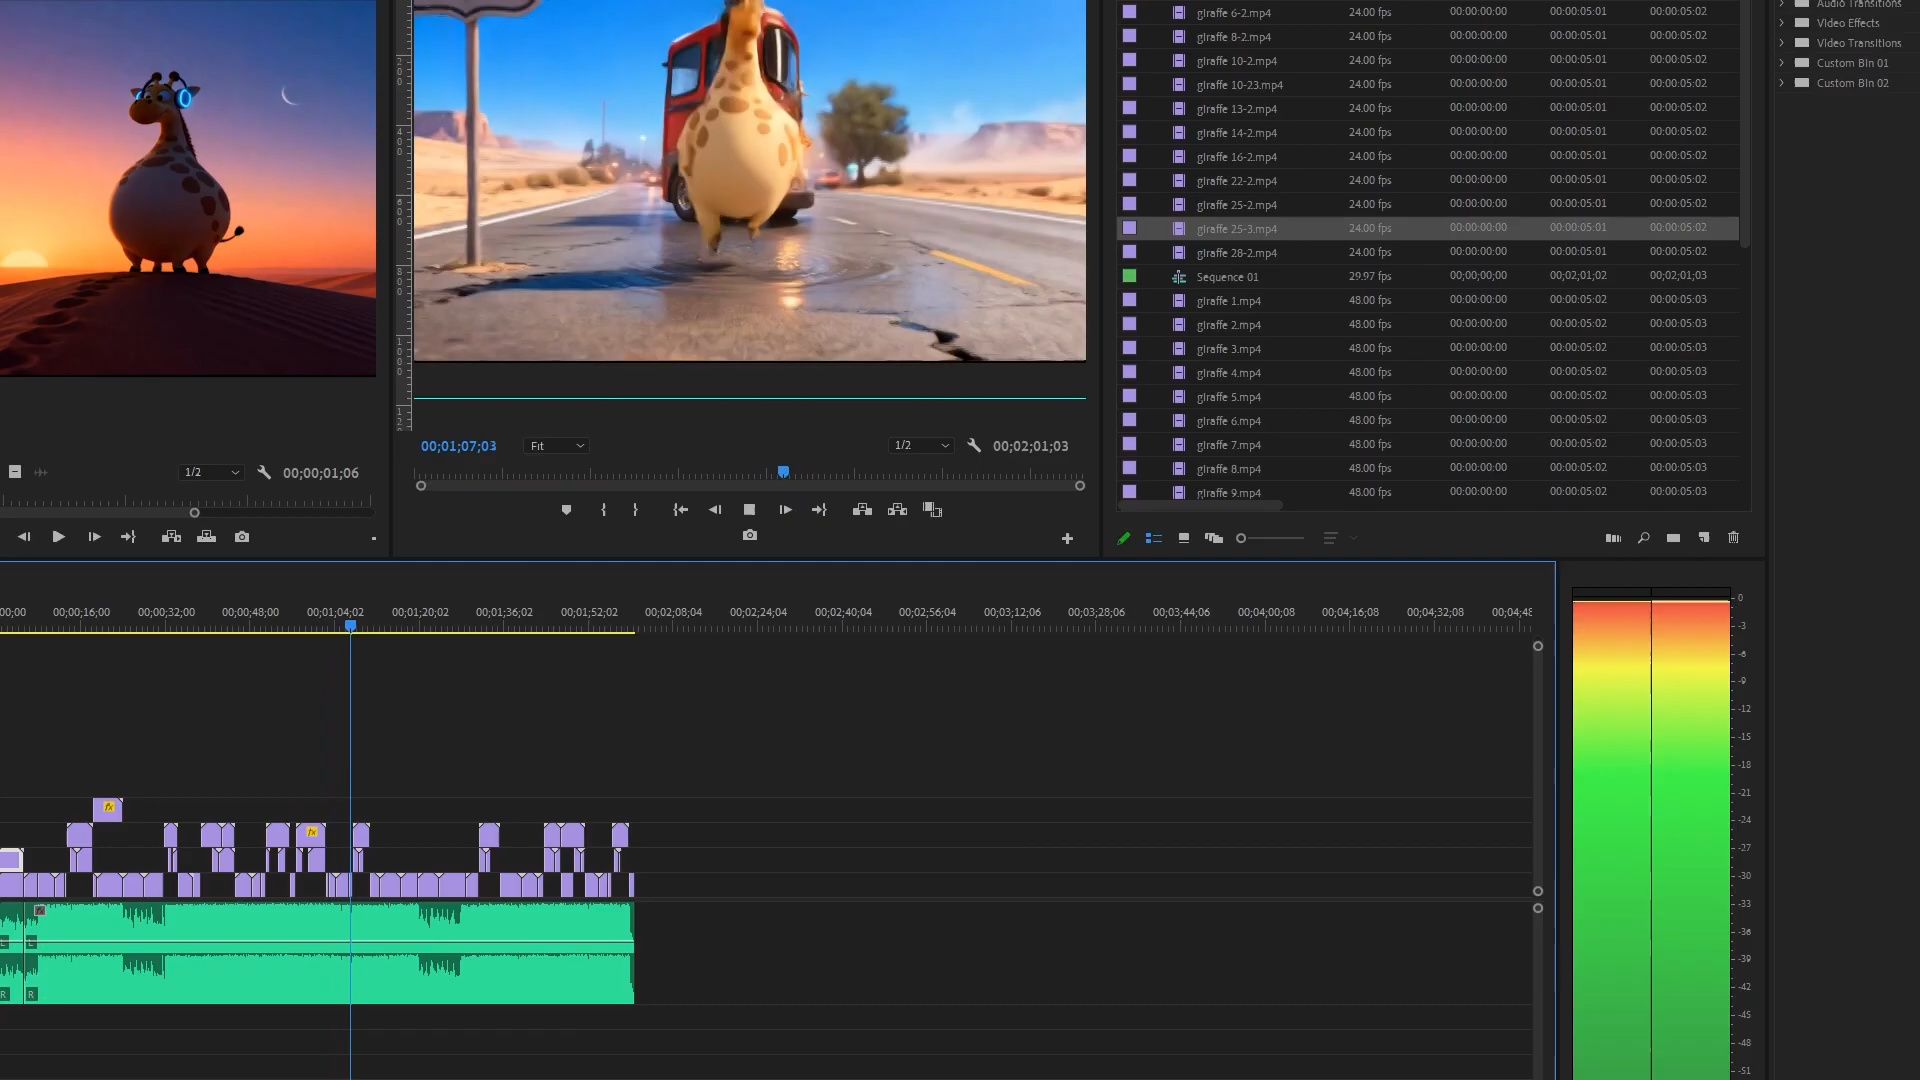 1/2
00;00;01;06
200
400
600
800
1000
12
00;01;07;03
Fit
1/2
00;02;01;03
giraffe 6-2.mp4 24.00 fps 00:00:00:00 00:00:05:01 00:00:05:02
giraffe 8-2.mp4 24.00 fps 00:00:00:00 00:00:05:01 00:00:05:02
giraffe 10-2.mp4 24.00 fps 00:00:00:00 00:00:05:01 00:00:05:02
giraffe 10-23.mp4 24.00 fps 00:00:00:00 00:00:05:01 00:00:05:02
giraffe 13-2.mp4 24.00 fps 00:00:00:00 00:00:05:01 00:00:05:02
giraffe 14-2.mp4 24.00 fps 00:00:00:00 00:00:05:01 00:00:05:02
giraffe 16-2.mp4 24.00 fps 00:00:00:00 00:00:05:01 00:00:05:02
giraffe 22-2.mp4 24.00 fps 00:00:00:00 00:00:05:01 00:00:05:02
giraffe 25-2.mp4 24.00 fps 00:00:00:00 00:00:05:01 00:00:05:02
giraffe 25-3.mp4 24.00 fps 00:00:00:00 00:00:05:01 00:00:05:02
giraffe 28-2.mp4 24.00 fps 00:00:00:00 00:00:05:01 00:00:05:02
Sequence 01 29.97 fps 00;00;00;00 00;02;01;02 00;02;01;03
giraffe 1.mp4 48.00 fps 00:00:00:00 00:00:05:02 00:00:05:03
giraffe 2.mp4 48.00 fps 00:00:00:00 00:00:05:02 00:00:05:03
giraffe 3.mp4 48.00 fps 00:00:00:00 00:00:05:02 00:00:05:03
giraffe 4.mp4 48.00 fps 00:00:00:00 00:00:05:02 00:00:05:03
giraffe 5.mp4 48.00 fps 00:00:00:00 00:00:05:02 00:00:05:03
giraffe 6.mp4 48.00 fps 00:00:00:00 00:00:05:02 00:00:05:03
giraffe 7.mp4 48.00 fps 00:00:00:00 00:00:05:02 00:00:05:03
giraffe 8.mp4 48.00 fps 00:00:00:00 00:00:05:02 00:00:05:03
giraffe 9.mp4 48.00 fps 00:00:00:00 00:00:05:02 00:00:05:03
Audio Transitions
Video Effects
Video Transitions
Custom Bin 01
Custom Bin 02
00;00 00;00;16;00 00;00;32;00 00;00;48;00 00;01;04;02 00;01;20;02 00;01;36;02 00;01;52;02 00;02;08;04 00;02;24;04 00;02;40;04 00;02;56;04 00;03;12;06 00;03;28;06 00;03;44;06 00;04;00;08 00;04;16;08 00;04;32;08 00;04;48
fx
fx
L L
R R
0
-3
-6
-9
-12
-15
-18
-21
-24
-27
-30
-33
-36
-39
-42
-45
-48
-51